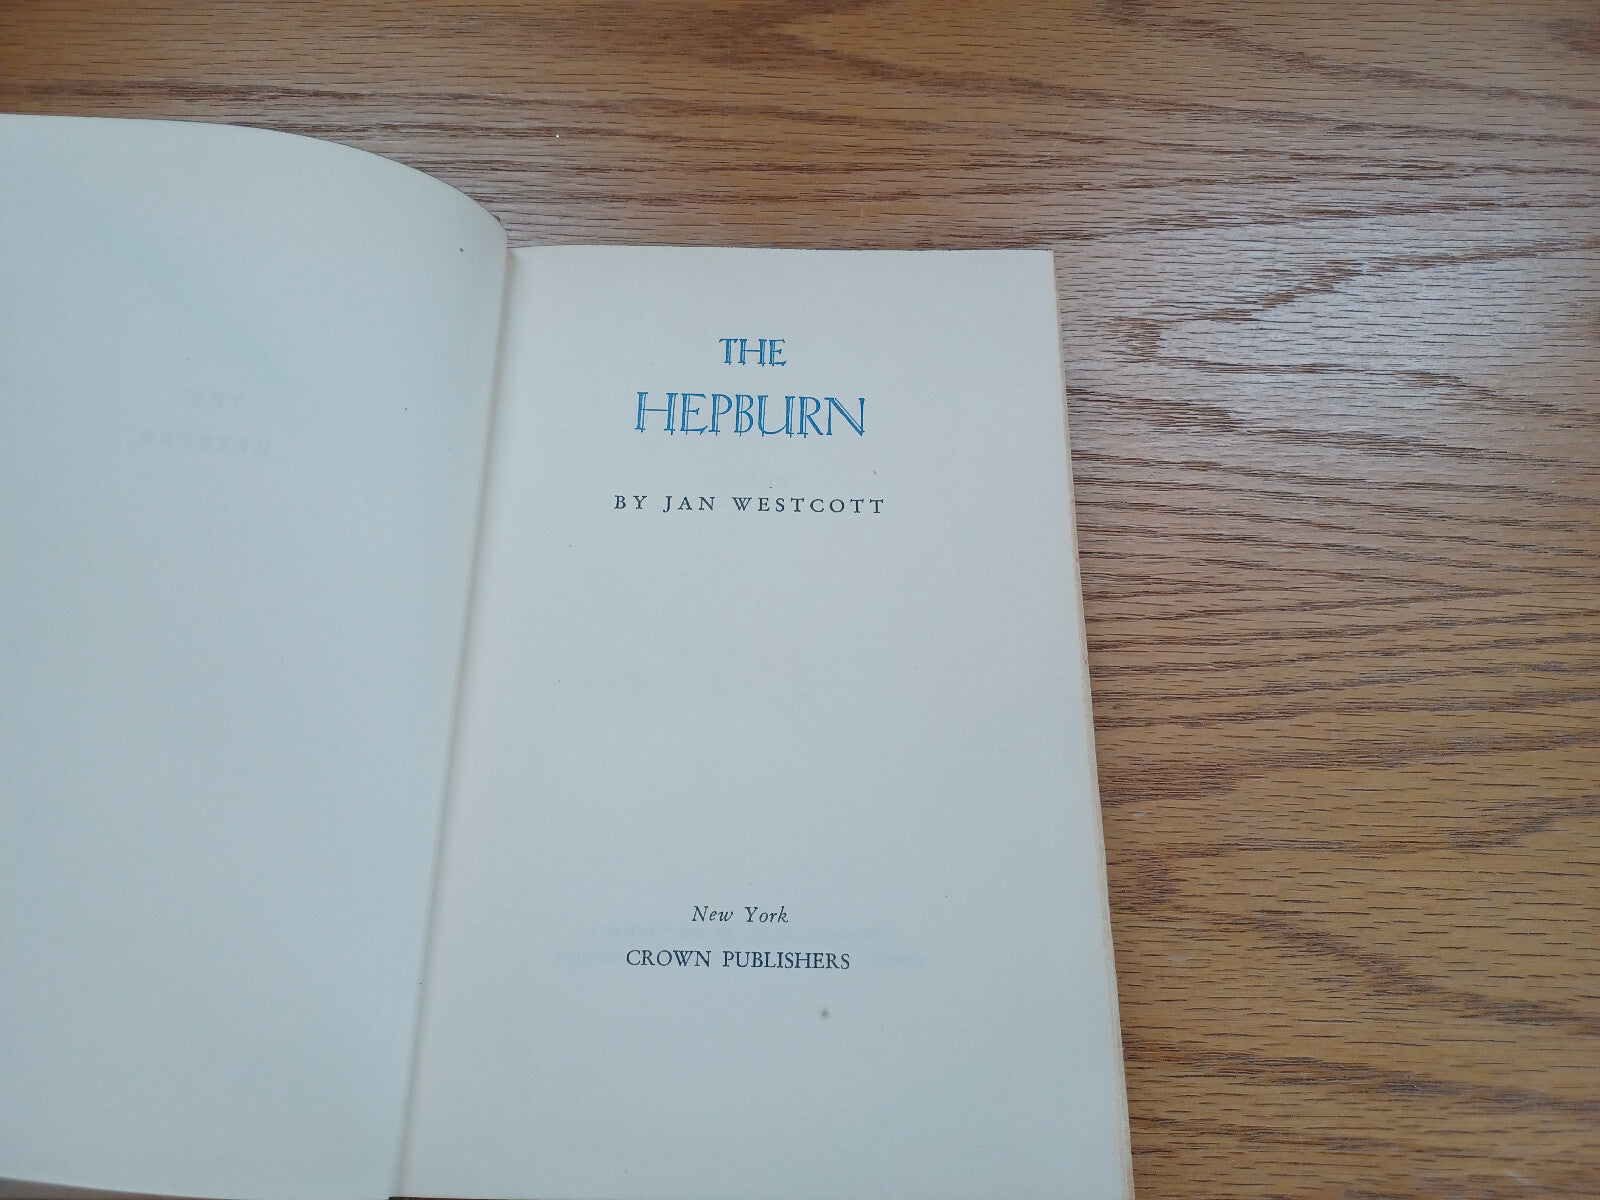 THE
HEPBURN
BY JAN WESTCOTT
New York
CROWN PUBLISHERS